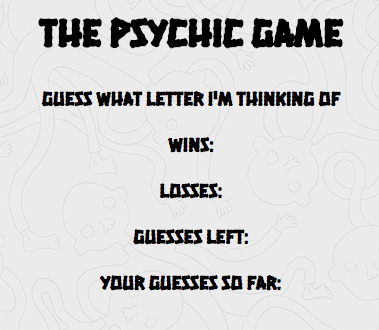 THE PSYCHIC GAME
GUESS WHAT LETTER I'M THINKING OF
WINS:
LOSSES:
GUESSES LEFT:
YOUR GUESSES SO FAR: